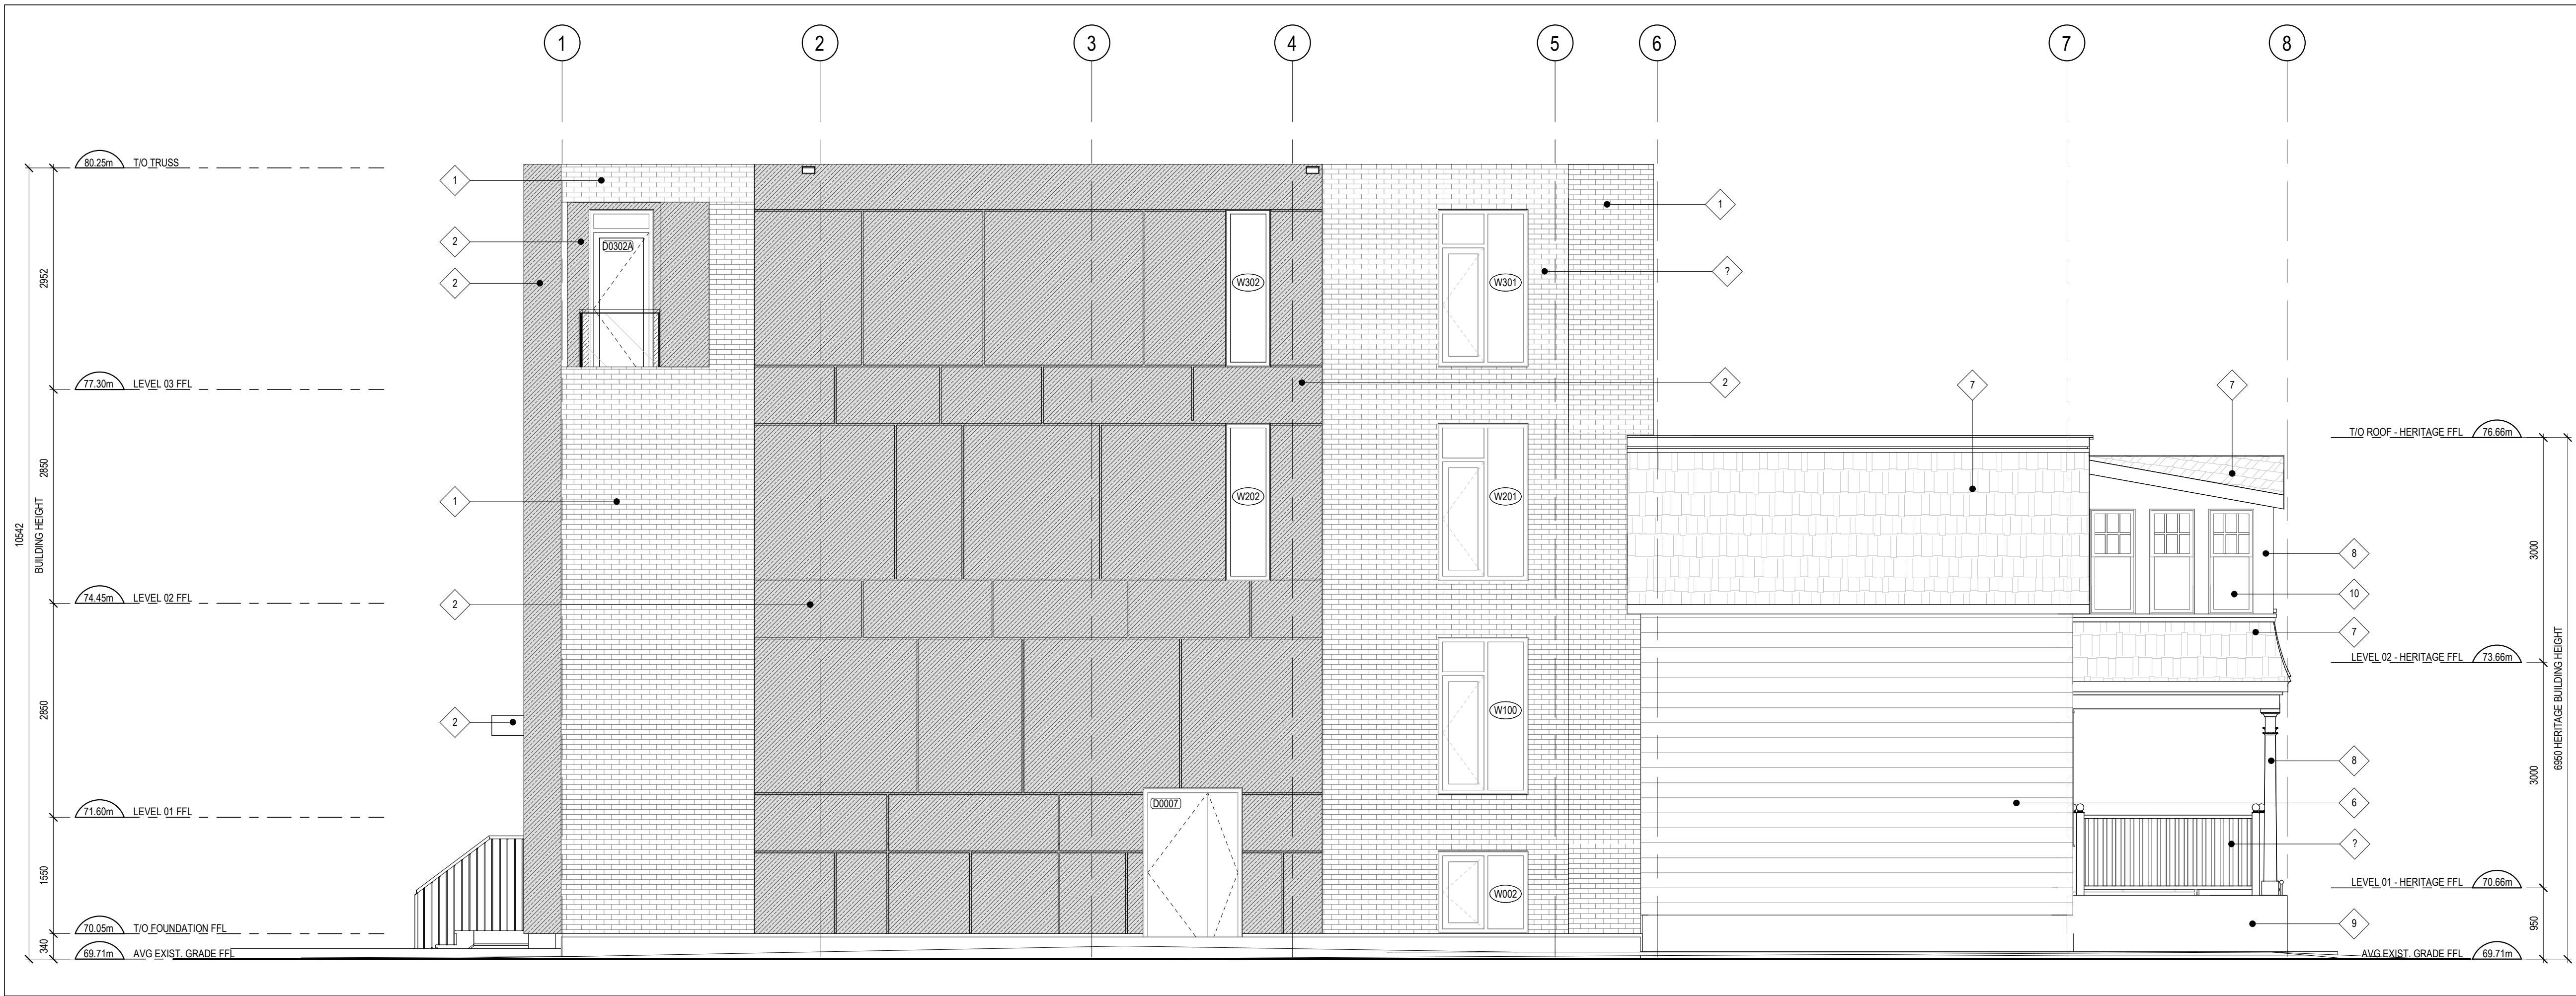 1 2 3 4 5 6 7 8
80.25m T/O TRUSS
1
1
2
D0302A
2
2952
W302
W301
?
77.30m LEVEL 03 FFL
2
7
7
T/O ROOF - HERITAGE FFL 76.66m
2850
1
W202
W201
10542
BUILDING HEIGHT
3000
8
74.45m LEVEL 02 FFL
2
10
7
LEVEL 02 - HERITAGE FFL 73.66m
6950 HERITAGE BUILDING HEIGHT
2850
2
W100
8
3000
71.60m LEVEL 01 FFL
D0007
6
?
1550
W002
LEVEL 01 - HERITAGE FFL 70.66m
70.05m T/O FOUNDATION FFL
9
950
340
69.71m AVG EXIST. GRADE FFL
AVG EXIST. GRADE FFL 69.71m